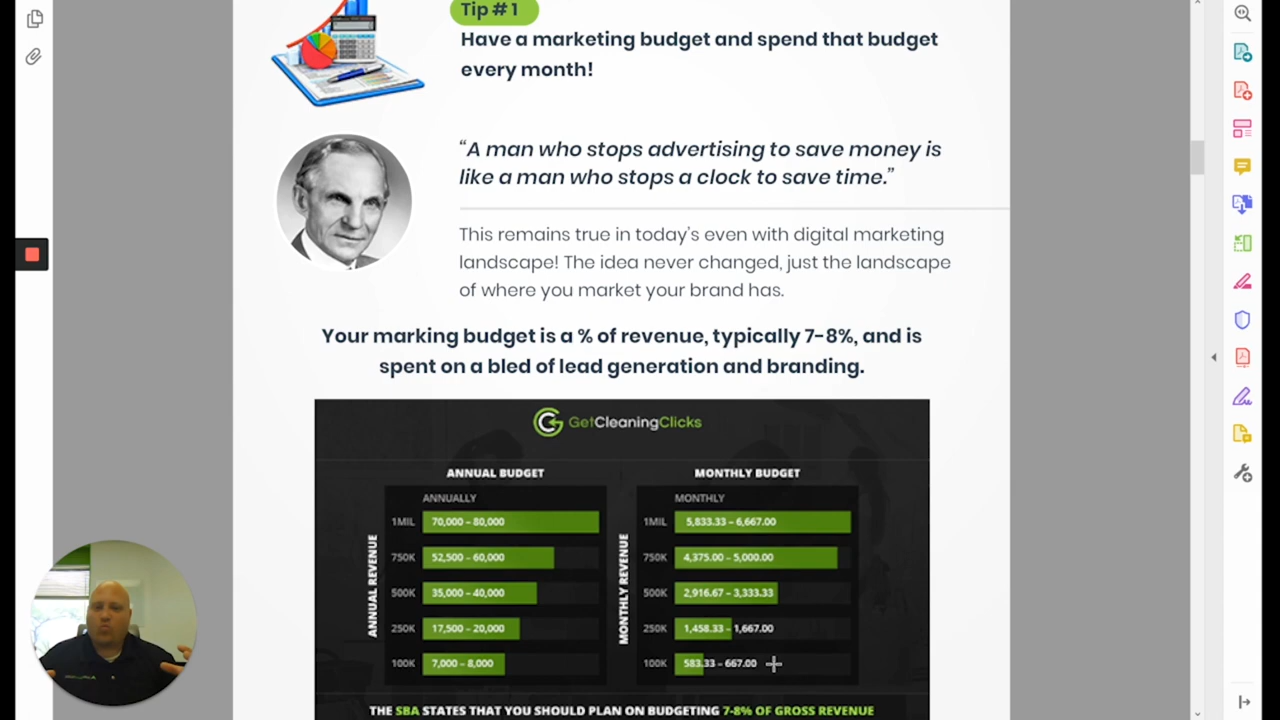 Tip # 1
Have a marketing budget and spend that budget
every month!
“A man who stops advertising to save money is
like a man who stops a clock to save time.”
This remains true in today’s even with digital marketing
landscape! The idea never changed, just the landscape
of where you market your brand has.
Your marking budget is a % of revenue, typically 7-8%, and is
spent on a bled of lead generation and branding.
GetCleaningClicks
ANNUAL BUDGET
ANNUALLY
ANNUAL REVENUE
1MIL 70,000 – 80,000
750K 52,500 – 60,000
500K 35,000 – 40,000
250K 17,500 – 20,000
100K 7,000 – 8,000
MONTHLY BUDGET
MONTHLY
MONTHLY REVENUE
1MIL 5,833.33 – 6,667.00
750K 4,375.00 – 5,000.00
500K 2,916.67 – 3,333.33
250K 1,458.33 – 1,667.00
100K 583.33 – 667.00
THE SBA STATES THAT YOU SHOULD PLAN ON BUDGETING 7-8% OF GROSS REVENUE